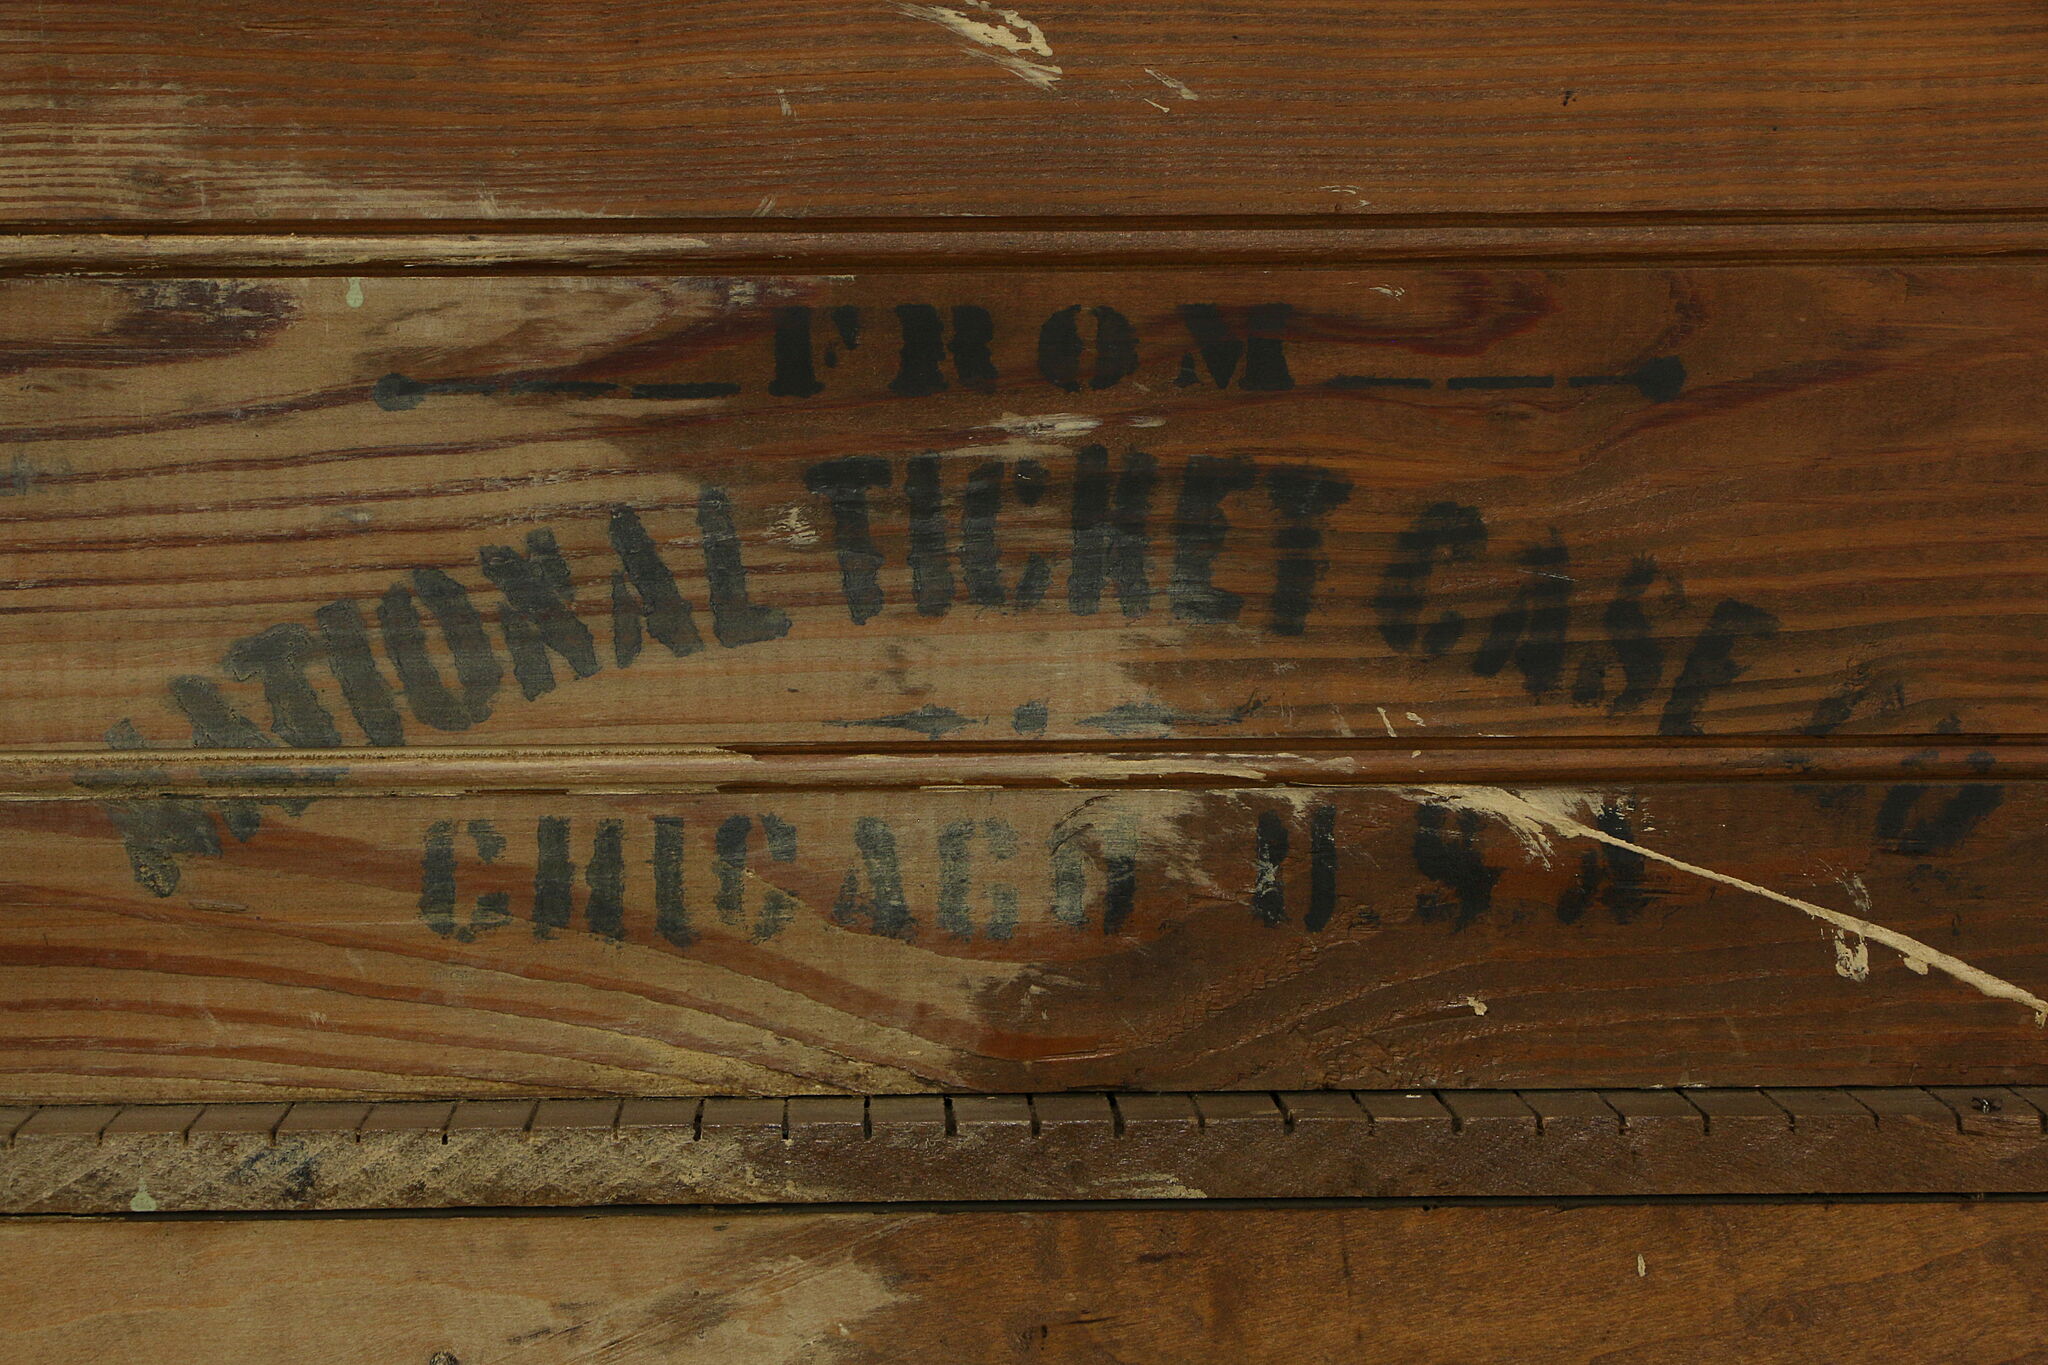 FROM
NATIONAL TICKET CASE CO
CHICAGO U.S.A